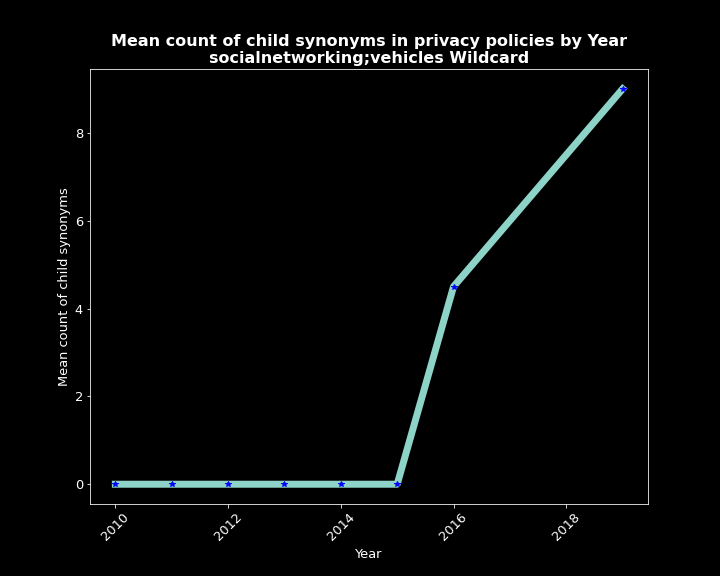 Mean count of child synonyms in privacy policies by Year
socialnetworking;vehicles Wildcard
Mean count of child synonyms
8
6
4
2
0
2010
2012
2014
2016
2018
Year